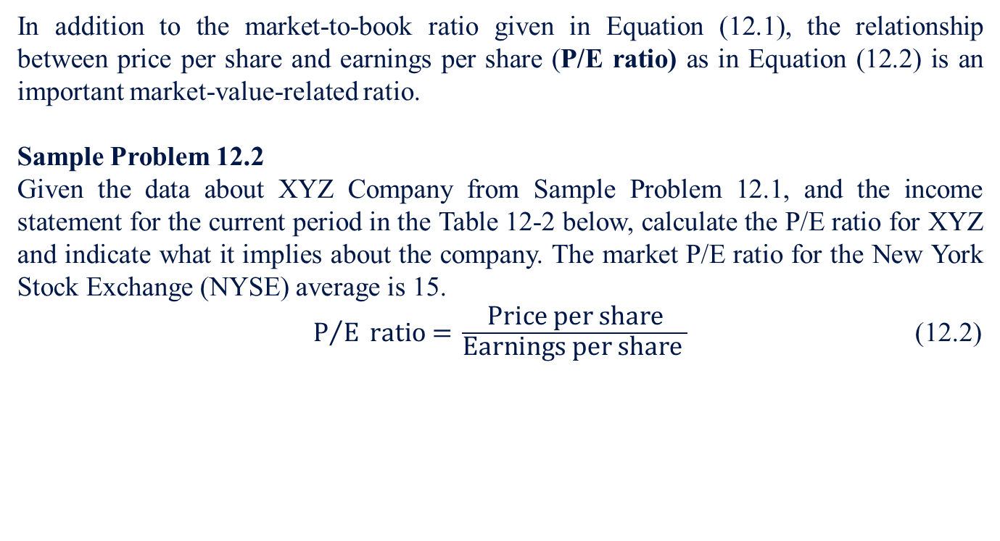 In addition to the market-to-book ratio given in Equation (12.1), the relationship
between price per share and earnings per share (P/E ratio) as in Equation (12.2) is an
important market-value-related ratio.
Sample Problem 12.2
Given the data about XYZ Company from Sample Problem 12.1, and the income
statement for the current period in the Table 12-2 below, calculate the P/E ratio for XYZ
and indicate what it implies about the company. The market P/E ratio for the New York
Stock Exchange (NYSE) average is 15.
Price per share
P/E ratio = (12.2)
Earnings per share